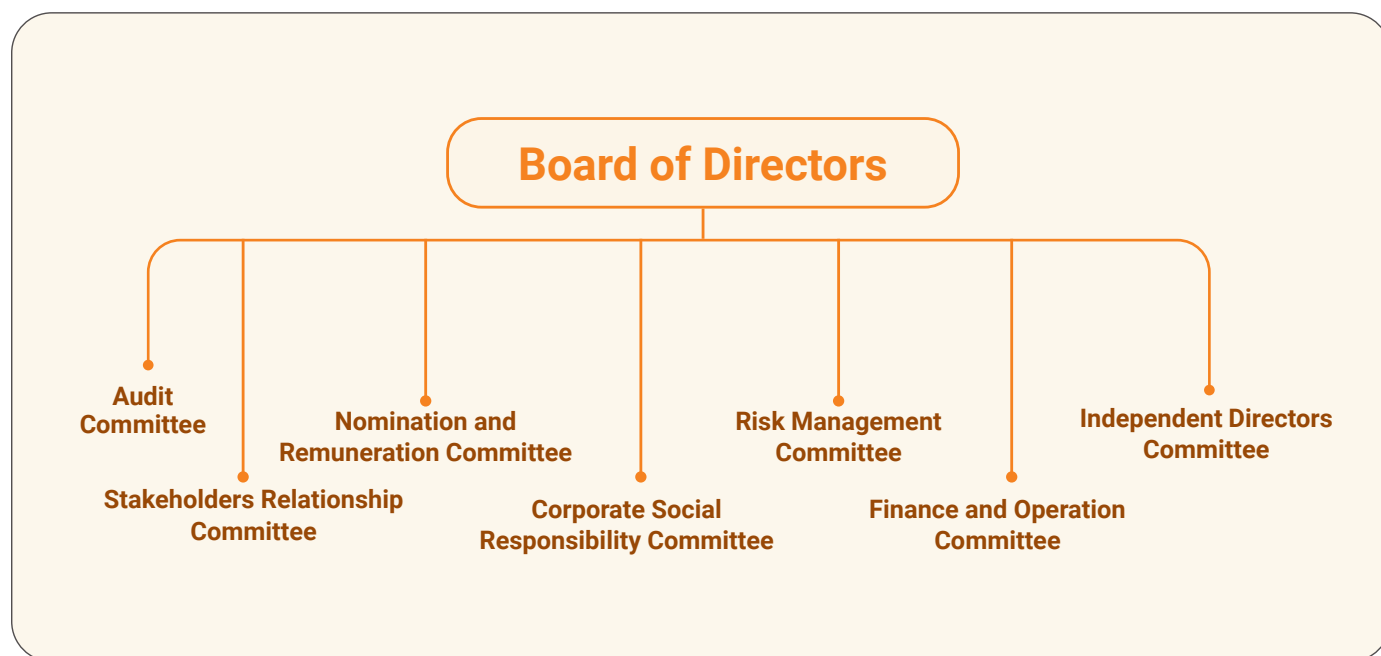 Board of Directors
Audit
Committee
Stakeholders Relationship
Committee
Nomination and
Remuneration Committee
Corporate Social
Responsibility Committee
Risk Management
Committee
Finance and Operation
Committee
Independent Directors
Committee